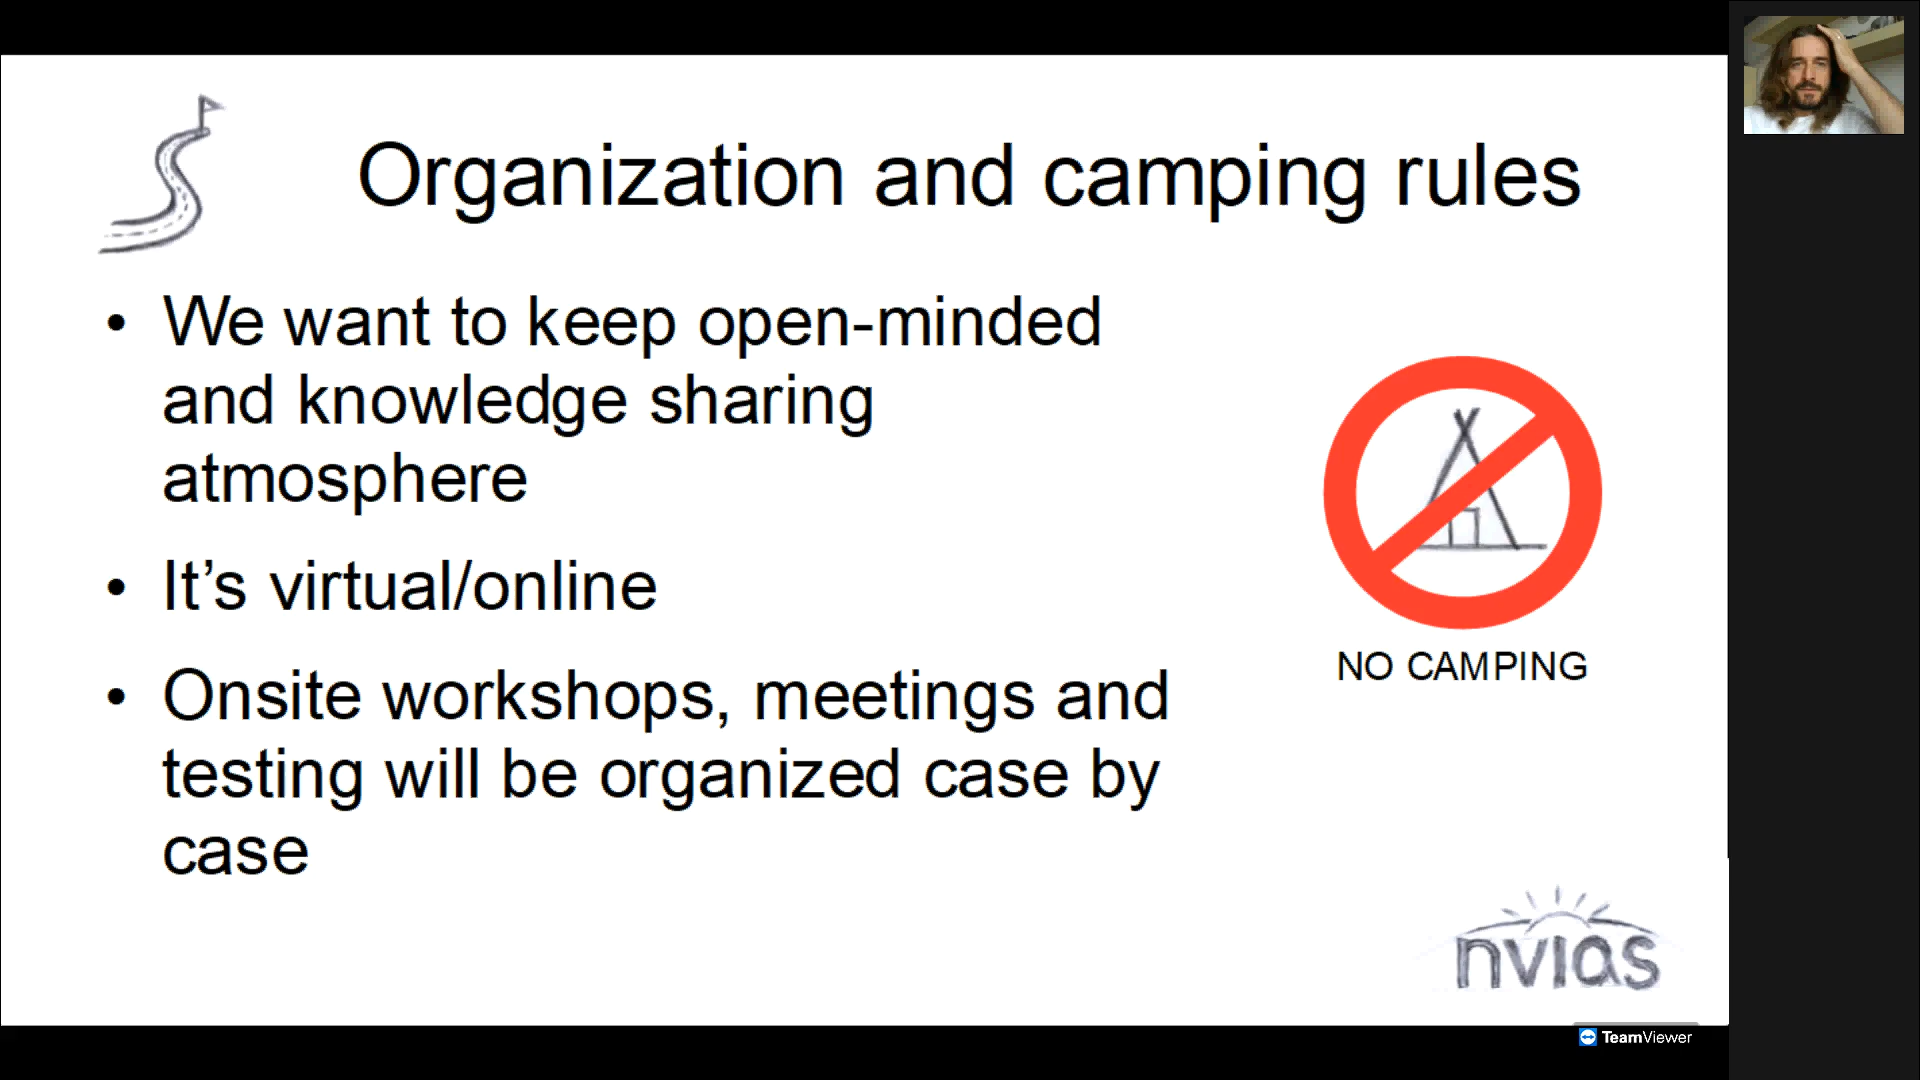 Organization and camping rules
• We want to keep open-minded
and knowledge sharing
atmosphere
• It’s virtual/online
• Onsite workshops, meetings and
testing will be organized case by
case
NO CAMPING
nvias
TeamViewer